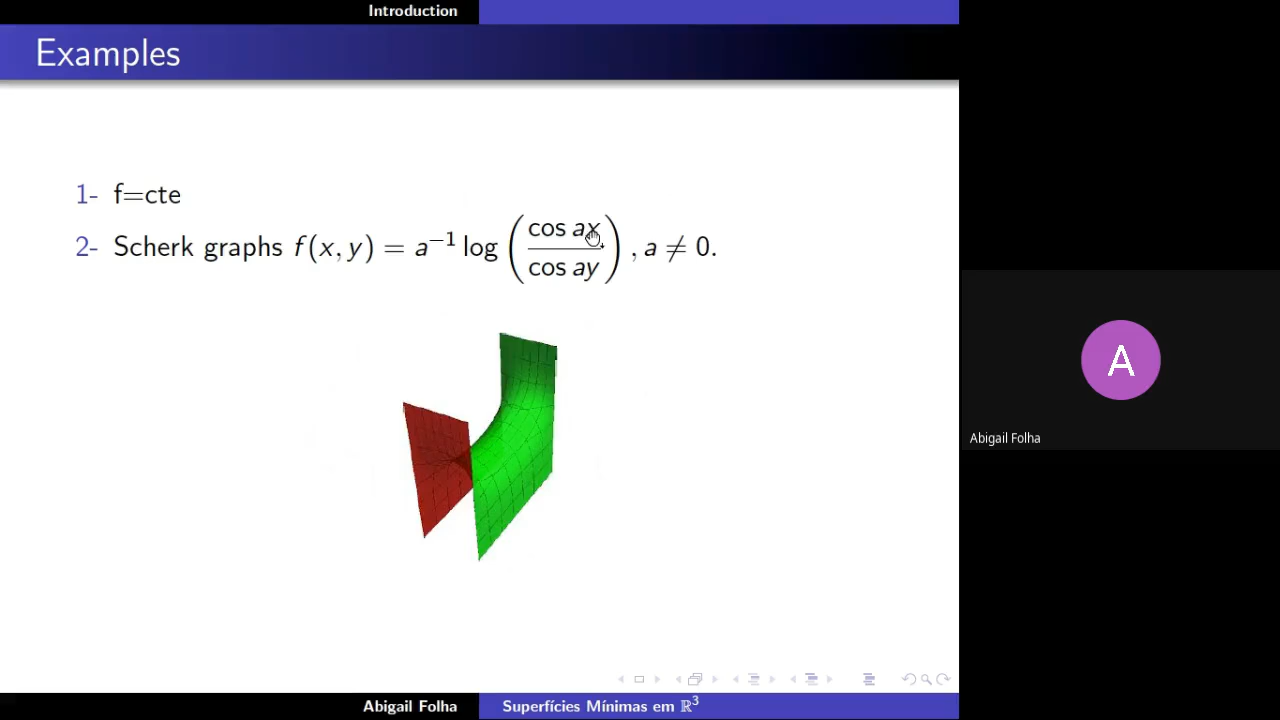 Introduction
Examples
1- f=cte
2- Scherk graphs f(x, y) = a⁻¹ log (cos ax / cos ay), a ≠ 0.
A
Abigail Folha
Abigail Folha
Superfícies Mínimas em ℝ³